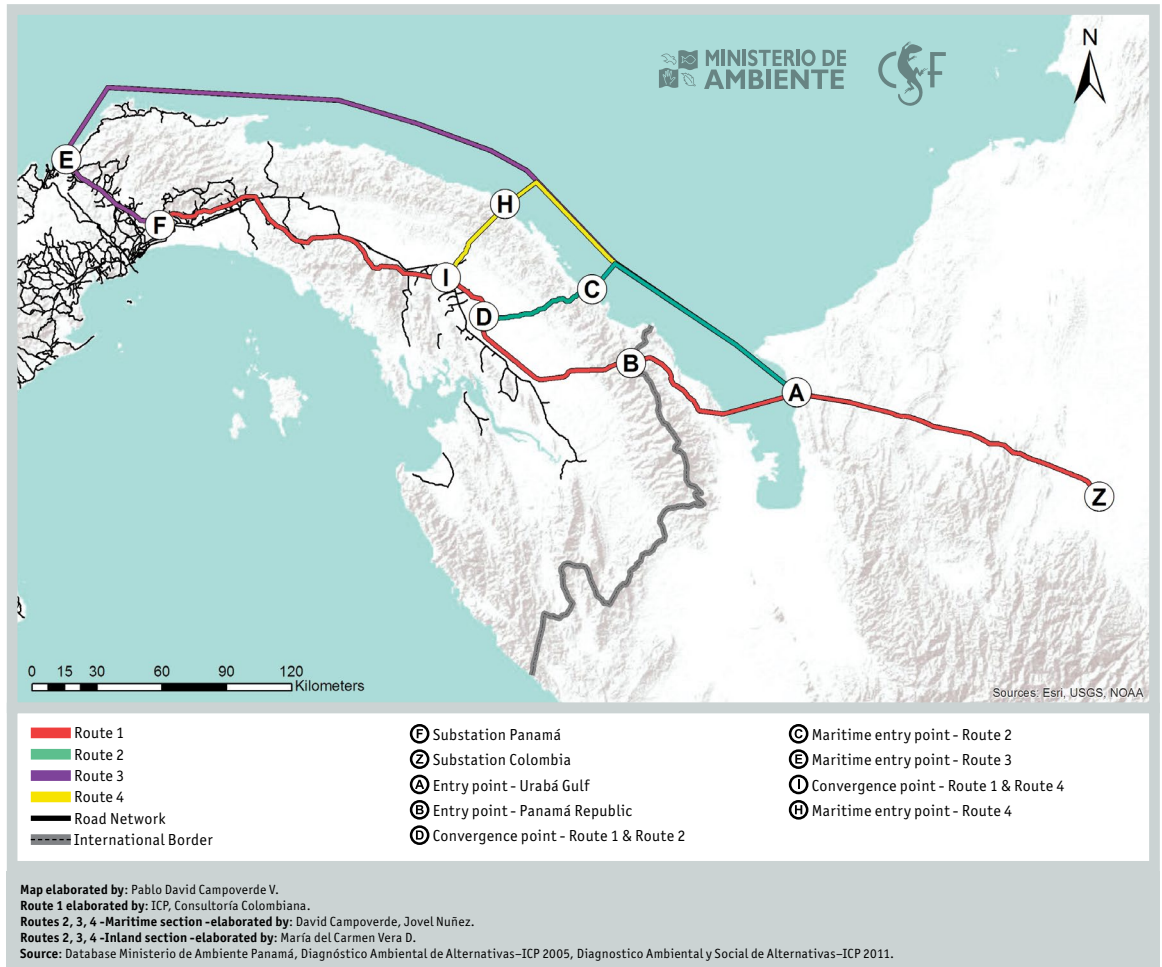 MINISTERIO DE
AMBIENTE
CSF
N
E
F
H
I
C
D
B
A
Z
0 15 30 60 90 120
Kilometers
Sources: Esri, USGS, NOAA
Route 1
Route 2
Route 3
Route 4
Road Network
International Border
F Substation Panamá
Z Substation Colombia
A Entry point - Urabá Gulf
B Entry point - Panamá Republic
D Convergence point - Route 1 & Route 2
C Maritime entry point - Route 2
E Maritime entry point - Route 3
I Convergence point - Route 1 & Route 4
H Maritime entry point - Route 4
Map elaborated by: Pablo David Campoverde V.
Route 1 elaborated by: ICP, Consultoría Colombiana.
Routes 2, 3, 4 -Maritime section -elaborated by: David Campoverde, Jovel Nuñez.
Routes 2, 3, 4 -Inland section -elaborated by: María del Carmen Vera D.
Source: Database Ministerio de Ambiente Panamá, Diagnóstico Ambiental de Alternativas–ICP 2005, Diagnostico Ambiental y Social de Alternativas–ICP 2011.